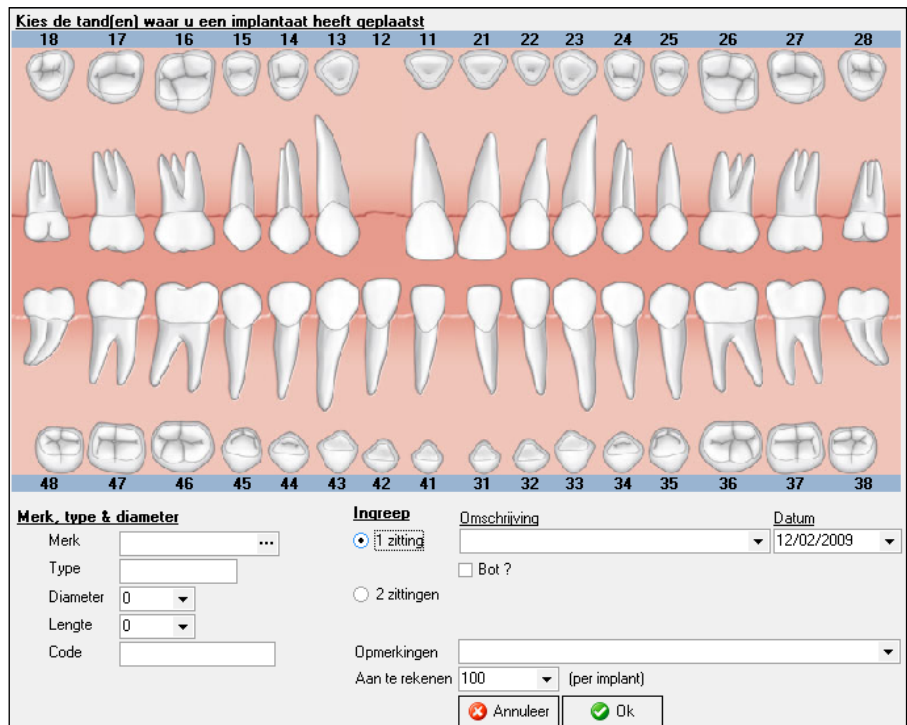 Kies de tand(en) waar u een implantaat heeft geplaatst
18 17 16 15 14 13 12 11 21 22 23 24 25 26 27 28
48 47 46 45 44 43 42 41 31 32 33 34 35 36 37 38
Merk, type & diameter
Merk ...
Type
Diameter 0
Lengte 0
Code
Ingreep Omschrijving Datum
1 zitting 12/02/2009
Bot ?
2 zittingen
Opmerkingen
Aan te rekenen 100 (per implant)
Annuleer Ok